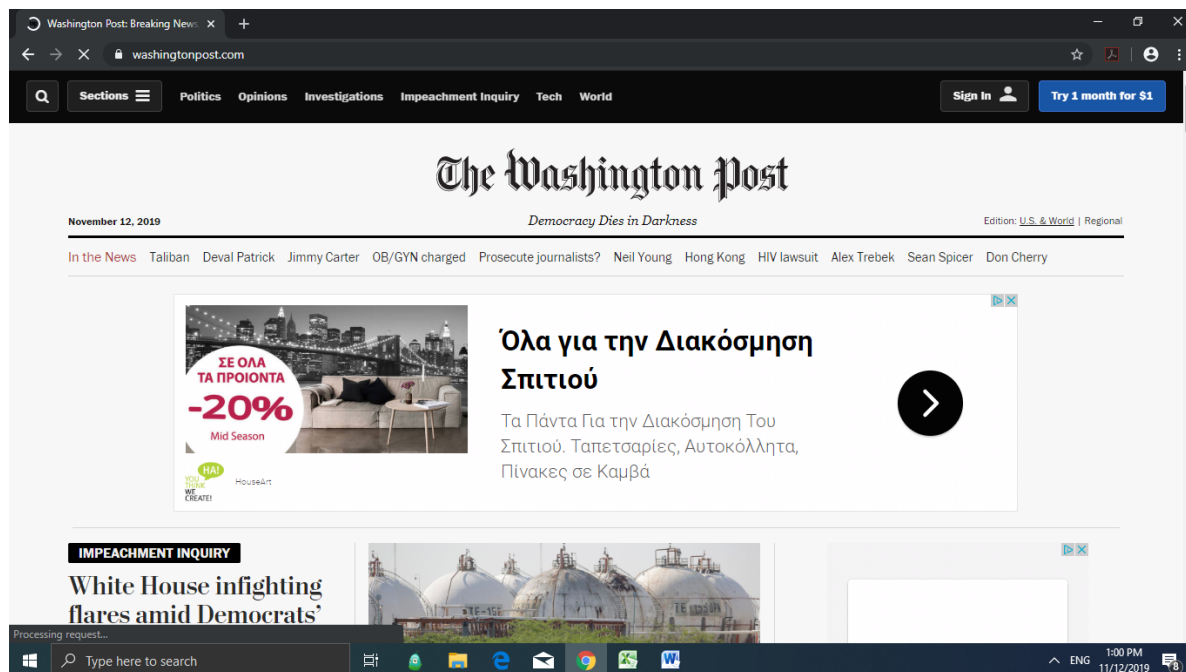 Washington Post: Breaking News
washingtonpost.com
Sections Politics Opinions Investigations Impeachment Inquiry Tech World Sign In Try 1 month for $1
The Washington Post
November 12, 2019 Democracy Dies in Darkness Edition: U.S. & World | Regional
In the News Taliban Deval Patrick Jimmy Carter OB/GYN charged Prosecute journalists? Neil Young Hong Kong HIV lawsuit Alex Trebek Sean Spicer Don Cherry
ΣΕ ΟΛΑ
ΤΑ ΠΡΟΙΟΝΤΑ
-20%
Mid Season
HA!
YOU
THINK
WE
CREATE!
HouseArt
Όλα για την Διακόσμηση
Σπιτιού
Τα Πάντα Για την Διακόσμηση Του
Σπιτιού. Ταπετσαρίες, Αυτοκόλλητα,
Πίνακες σε Καμβά
IMPEACHMENT INQUIRY
White House infighting
flares amid Democrats’
Processing request...
Type here to search
ENG
1:00 PM
11/12/2019
8